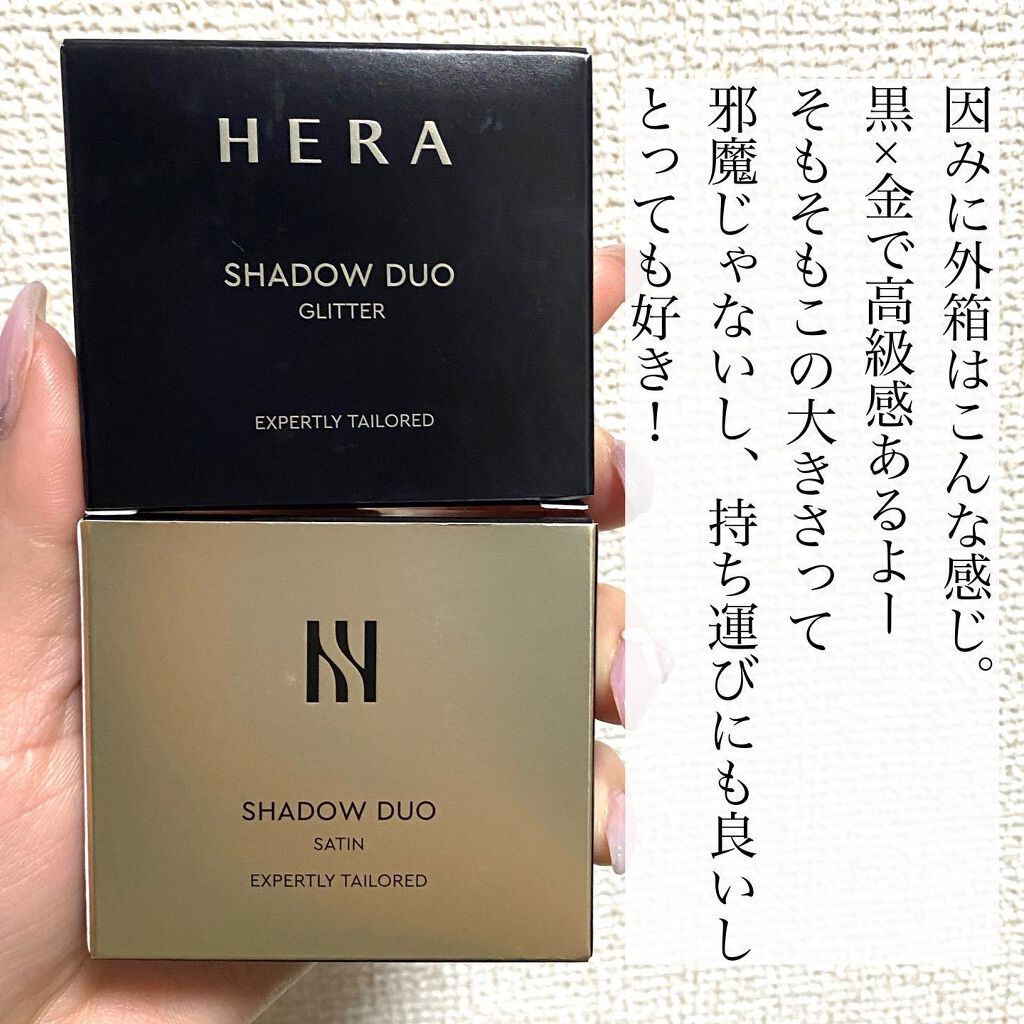 HERA
SHADOW DUO
GLITTER
EXPERTLY TAILORED
SHADOW DUO
SATIN
EXPERTLY TAILORED
因みに外箱はこんな感じ。
黒×金で高級感あるよー
そもそもこの大きさって
邪魔じゃないし、持ち運びにも良いし
とっても好き！